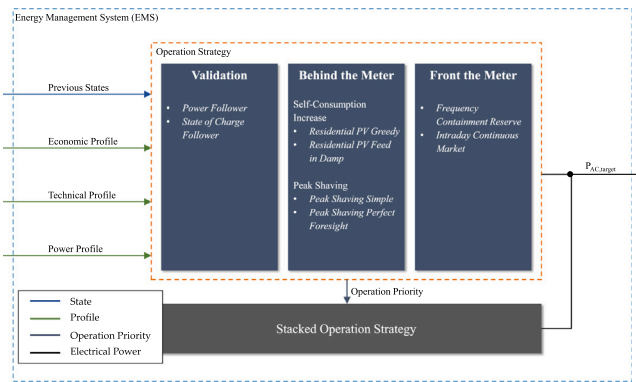 Energy Management System (EMS)
Operation Strategy
Previous States
Economic Profile
Technical Profile
Power Profile
Validation
• Power Follower
• State of Charge
Follower
Behind the Meter
Self-Consumption
Increase
• Residential PV Greedy
• Residential PV Feed
in Damp
Peak Shaving
• Peak Shaving Simple
• Peak Shaving Perfect
Foresight
Front the Meter
• Frequency
Containment Reserve
• Intraday Continuous
Market
P_AC,target
Operation Priority
Stacked Operation Strategy
State
Profile
Operation Priority
Electrical Power